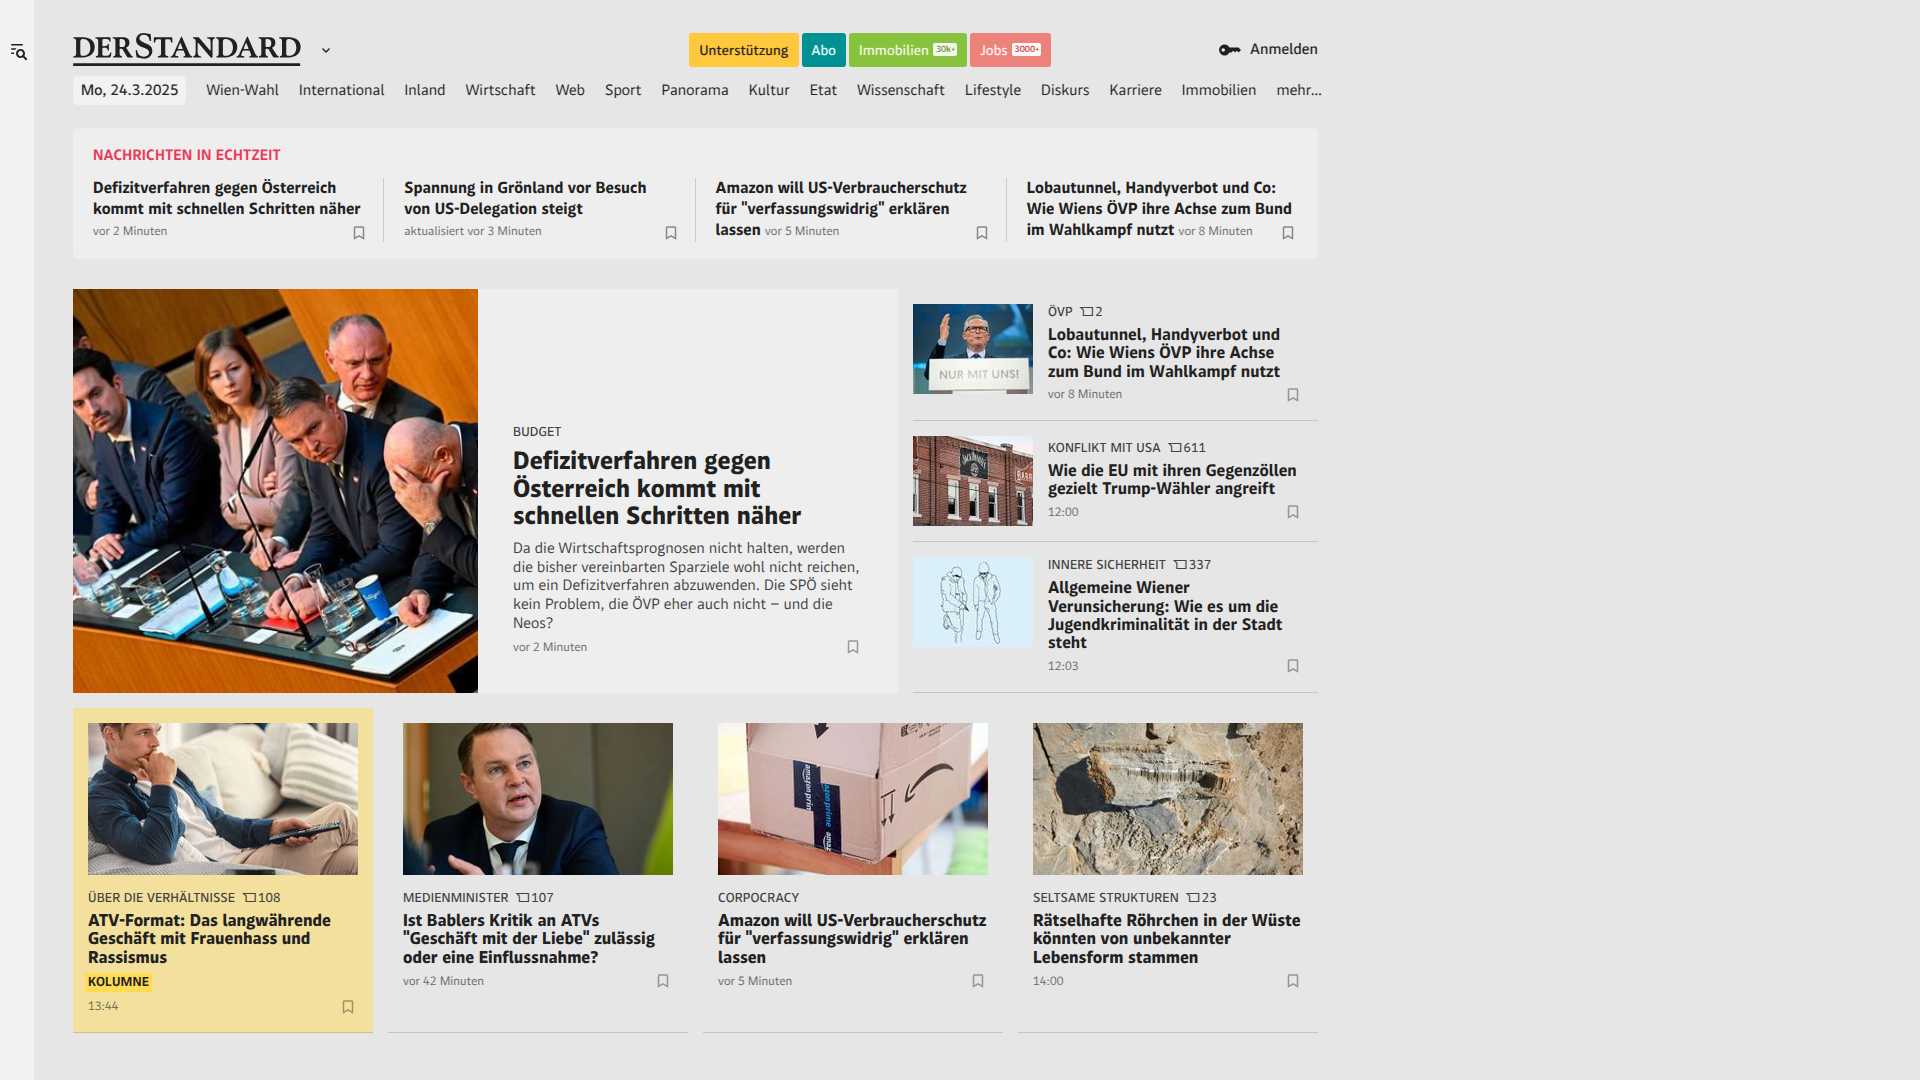 DERSTANDARD
Unterstützung
Abo
Immobilien 30k+
Jobs 3000+
Anmelden
Mo, 24.3.2025
Wien-Wahl
International
Inland
Wirtschaft
Web
Sport
Panorama
Kultur
Etat
Wissenschaft
Lifestyle
Diskurs
Karriere
Immobilien
mehr...
NACHRICHTEN IN ECHTZEIT
Defizitverfahren gegen Österreich
kommt mit schnellen Schritten näher
vor 2 Minuten
Spannung in Grönland vor Besuch
von US-Delegation steigt
aktualisiert vor 3 Minuten
Amazon will US-Verbraucherschutz
für "verfassungswidrig" erklären
lassen vor 5 Minuten
Lobautunnel, Handyverbot und Co:
Wie Wiens ÖVP ihre Achse zum Bund
im Wahlkampf nutzt vor 8 Minuten
BUDGET
Defizitverfahren gegen
Österreich kommt mit
schnellen Schritten näher
Da die Wirtschaftsprognosen nicht halten, werden
die bisher vereinbarten Sparziele wohl nicht reichen,
um ein Defizitverfahren abzuwenden. Die SPÖ sieht
kein Problem, die ÖVP eher auch nicht – und die
Neos?
vor 2 Minuten
NUR MIT UNS!
ÖVP 2
Lobautunnel, Handyverbot und
Co: Wie Wiens ÖVP ihre Achse
zum Bund im Wahlkampf nutzt
vor 8 Minuten
KONFLIKT MIT USA 611
Wie die EU mit ihren Gegenzöllen
gezielt Trump-Wähler angreift
12:00
INNERE SICHERHEIT 337
Allgemeine Wiener
Verunsicherung: Wie es um die
Jugendkriminalität in der Stadt
steht
12:03
ÜBER DIE VERHÄLTNISSE 108
ATV-Format: Das langwährende
Geschäft mit Frauenhass und
Rassismus
KOLUMNE
13:44
MEDIENMINISTER 107
Ist Bablers Kritik an ATVs
"Geschäft mit der Liebe" zulässig
oder eine Einflussnahme?
vor 42 Minuten
amazon prim
azon prime
amaz
CORPOCRACY
Amazon will US-Verbraucherschutz
für "verfassungswidrig" erklären
lassen
vor 5 Minuten
SELTSAME STRUKTUREN 23
Rätselhafte Röhrchen in der Wüste
könnten von unbekannter
Lebensform stammen
14:00